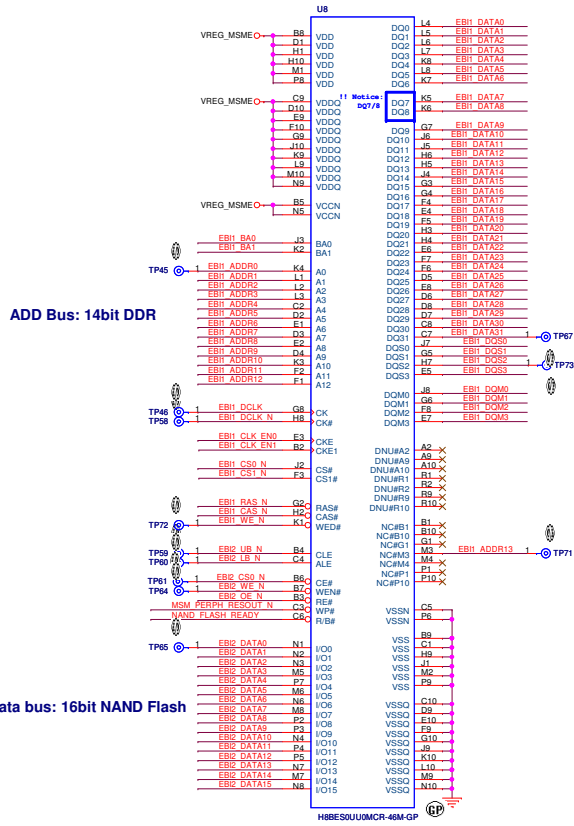 U8
VREG_MSME B8 VDD DQ0 L4 EBI1_DATA0
D1 VDD DQ1 L5 EBI1_DATA1
H1 VDD DQ2 L6 EBI1_DATA2
H10 VDD DQ3 L7 EBI1_DATA3
M1 VDD DQ4 K8 EBI1_DATA4
P8 VDD DQ5 L8 EBI1_DATA5
DQ6 K7 EBI1_DATA6
!! Notice:
DQ7/8
VREG_MSME C9 VDDQ DQ7 K5 EBI1_DATA7
D10 VDDQ DQ8 K6 EBI1_DATA8
E9 VDDQ
F10 VDDQ DQ9 G7 EBI1_DATA9
G9 VDDQ DQ10 J6 EBI1_DATA10
J10 VDDQ DQ11 J5 EBI1_DATA11
K9 VDDQ DQ12 H6 EBI1_DATA12
L9 VDDQ DQ13 H5 EBI1_DATA13
M10 VDDQ DQ14 J4 EBI1_DATA14
N9 VDDQ DQ15 G3 EBI1_DATA15
DQ16 G4 EBI1_DATA16
VREG_MSME B5 VCCN DQ17 F4 EBI1_DATA17
N5 VCCN DQ18 E4 EBI1_DATA18
DQ19 F5 EBI1_DATA19
DQ20 H3 EBI1_DATA20
EBI1_BA0 J3 BA0 DQ21 H4 EBI1_DATA21
EBI1_BA1 K2 BA1 DQ22 E6 EBI1_DATA22
DQ23 F7 EBI1_DATA23
TP45 1 EBI1_ADDR0 K4 A0 DQ24 F6 EBI1_DATA24
EBI1_ADDR1 L1 A1 DQ25 D5 EBI1_DATA25
EBI1_ADDR2 L2 A2 DQ26 E8 EBI1_DATA26
EBI1_ADDR3 L3 A3 DQ27 D6 EBI1_DATA27
EBI1_ADDR4 C2 A4 DQ28 D8 EBI1_DATA28
ADD Bus: 14bit DDR
EBI1_ADDR5 D2 A5 DQ29 D7 EBI1_DATA29
EBI1_ADDR6 E1 A6 DQ30 C8 EBI1_DATA30
EBI1_ADDR7 D3 A7 DQ31 C7 EBI1_DATA31 1 TP67
EBI1_ADDR8 E2 A8 DQS0 J7 EBI1_DQS0
EBI1_ADDR9 D4 A9 DQS1 G5 EBI1_DQS1
EBI1_ADDR10 K3 A10 DQS2 H7 EBI1_DQS2 1 TP73
EBI1_ADDR11 F2 A11 DQS3 E5 EBI1_DQS3
EBI1_ADDR12 F1 A12
DQM0 J8 EBI1_DQM0
DQM1 G6 EBI1_DQM1
TP46 1 EBI1_DCLK G8 CK DQM2 F8 EBI1_DQM2
TP58 1 EBI1_DCLK_N H8 CK# DQM3 E7 EBI1_DQM3
EBI1_CLK_EN0 E3 CKE
EBI1_CLK_EN1 B2 CKE1 DNU#A2 A2
DNU#A9 A9
EBI1_CS0_N J2 CS# DNU#A10 A10
EBI1_CS1_N F3 CS1# DNU#R1 R1
DNU#R2 R2
DNU#R9 R9
EBI1_RAS_N G2 RAS# DNU#R10 R10
EBI1_CAS_N H2 CAS#
TP72 1 EBI1_WE_N K1 WED# NC#B1 B1
NC#B10 B10
NC#G1 G1
TP59 1 EBI2_UB_N B4 CLE NC#M3 M3 EBI1_ADDR13 1 TP71
TP60 1 EBI2_LB_N C4 ALE NC#M4 M4
NC#P1 P1
TP61 1 EBI2_CS0_N B6 CE# NC#P10 P10
TP64 1 EBI2_WE_N B7 WEN#
EBI2_OE_N B3 RE#
MSM_PERPH_RESOUT_N C3 WP# VSSN C5
NAND_FLASH_READY C6 R/B# VSSN P6
VSS B9
TP65 1 EBI2_DATA0 N1 I/O0 VSS C1
EBI2_DATA1 N2 I/O1 VSS H9
EBI2_DATA2 N3 I/O2 VSS J1
EBI2_DATA3 M5 I/O3 VSS M2
EBI2_DATA4 P7 I/O4 VSS P9
EBI2_DATA5 M6 I/O5
ata bus: 16bit NAND Flash
EBI2_DATA6 N6 I/O6 VSSQ C10
EBI2_DATA7 M8 I/O7 VSSQ D9
EBI2_DATA8 P2 I/O8 VSSQ E10
EBI2_DATA9 P3 I/O9 VSSQ F9
EBI2_DATA10 N4 I/O10 VSSQ G10
EBI2_DATA11 P4 I/O11 VSSQ J9
EBI2_DATA12 P5 I/O12 VSSQ K10
EBI2_DATA13 N7 I/O13 VSSQ L10
EBI2_DATA14 M7 I/O14 VSSQ M9
EBI2_DATA15 N8 I/O15 VSSQ N10
H8BES0UU0MCR-46M-GP
GP